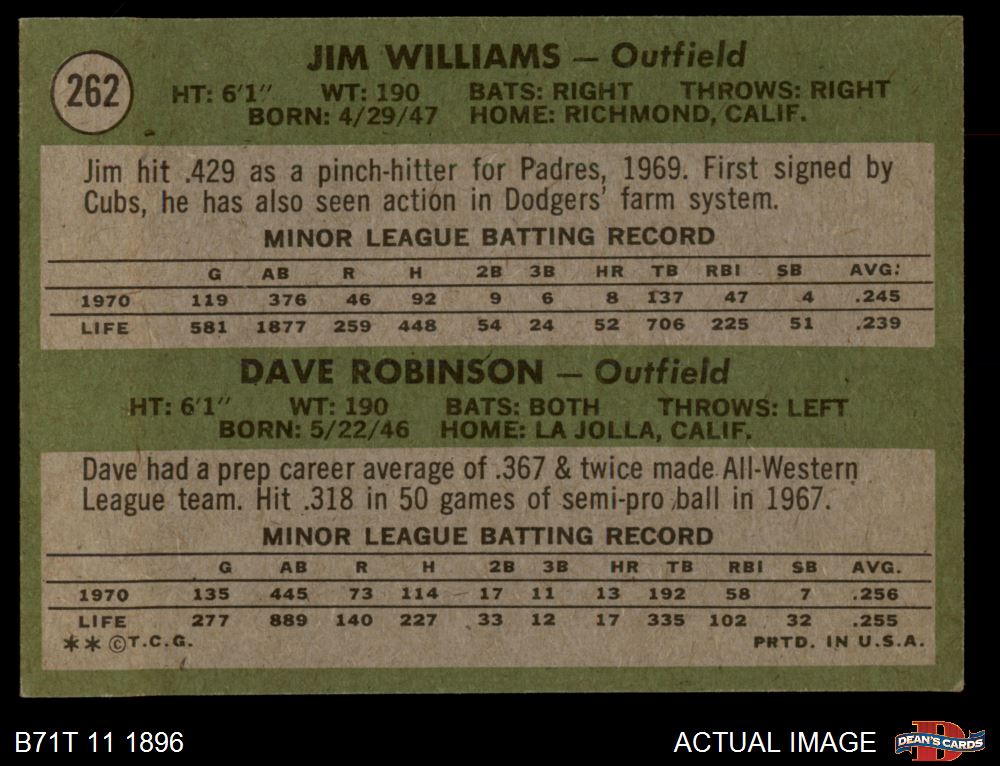 262
JIM WILLIAMS — Outfield
HT: 6'1" WT: 190 BATS: RIGHT THROWS: RIGHT
BORN: 4/29/47 HOME: RICHMOND, CALIF.
Jim hit .429 as a pinch-hitter for Padres, 1969. First signed by
Cubs, he has also seen action in Dodgers' farm system.
MINOR LEAGUE BATTING RECORD
G AB R H 2B 3B HR TB RBI SB AVG.
1970 119 376 46 92 9 6 8 137 47 4 .245
LIFE 581 1877 259 448 54 24 52 706 225 51 .239
DAVE ROBINSON — Outfield
HT: 6'1" WT: 190 BATS: BOTH THROWS: LEFT
BORN: 5/22/46 HOME: LA JOLLA, CALIF.
Dave had a prep career average of .367 & twice made All-Western
League team. Hit .318 in 50 games of semi-pro ball in 1967.
MINOR LEAGUE BATTING RECORD
G AB R H 2B 3B HR TB RBI SB AVG.
1970 135 445 73 114 17 11 13 192 58 7 .256
LIFE 277 889 140 227 33 12 17 335 102 32 .255
** ©T.C.G. PRTD. IN U.S.A.
B71T 11 1896 ACTUAL IMAGE DEAN'S CARDS